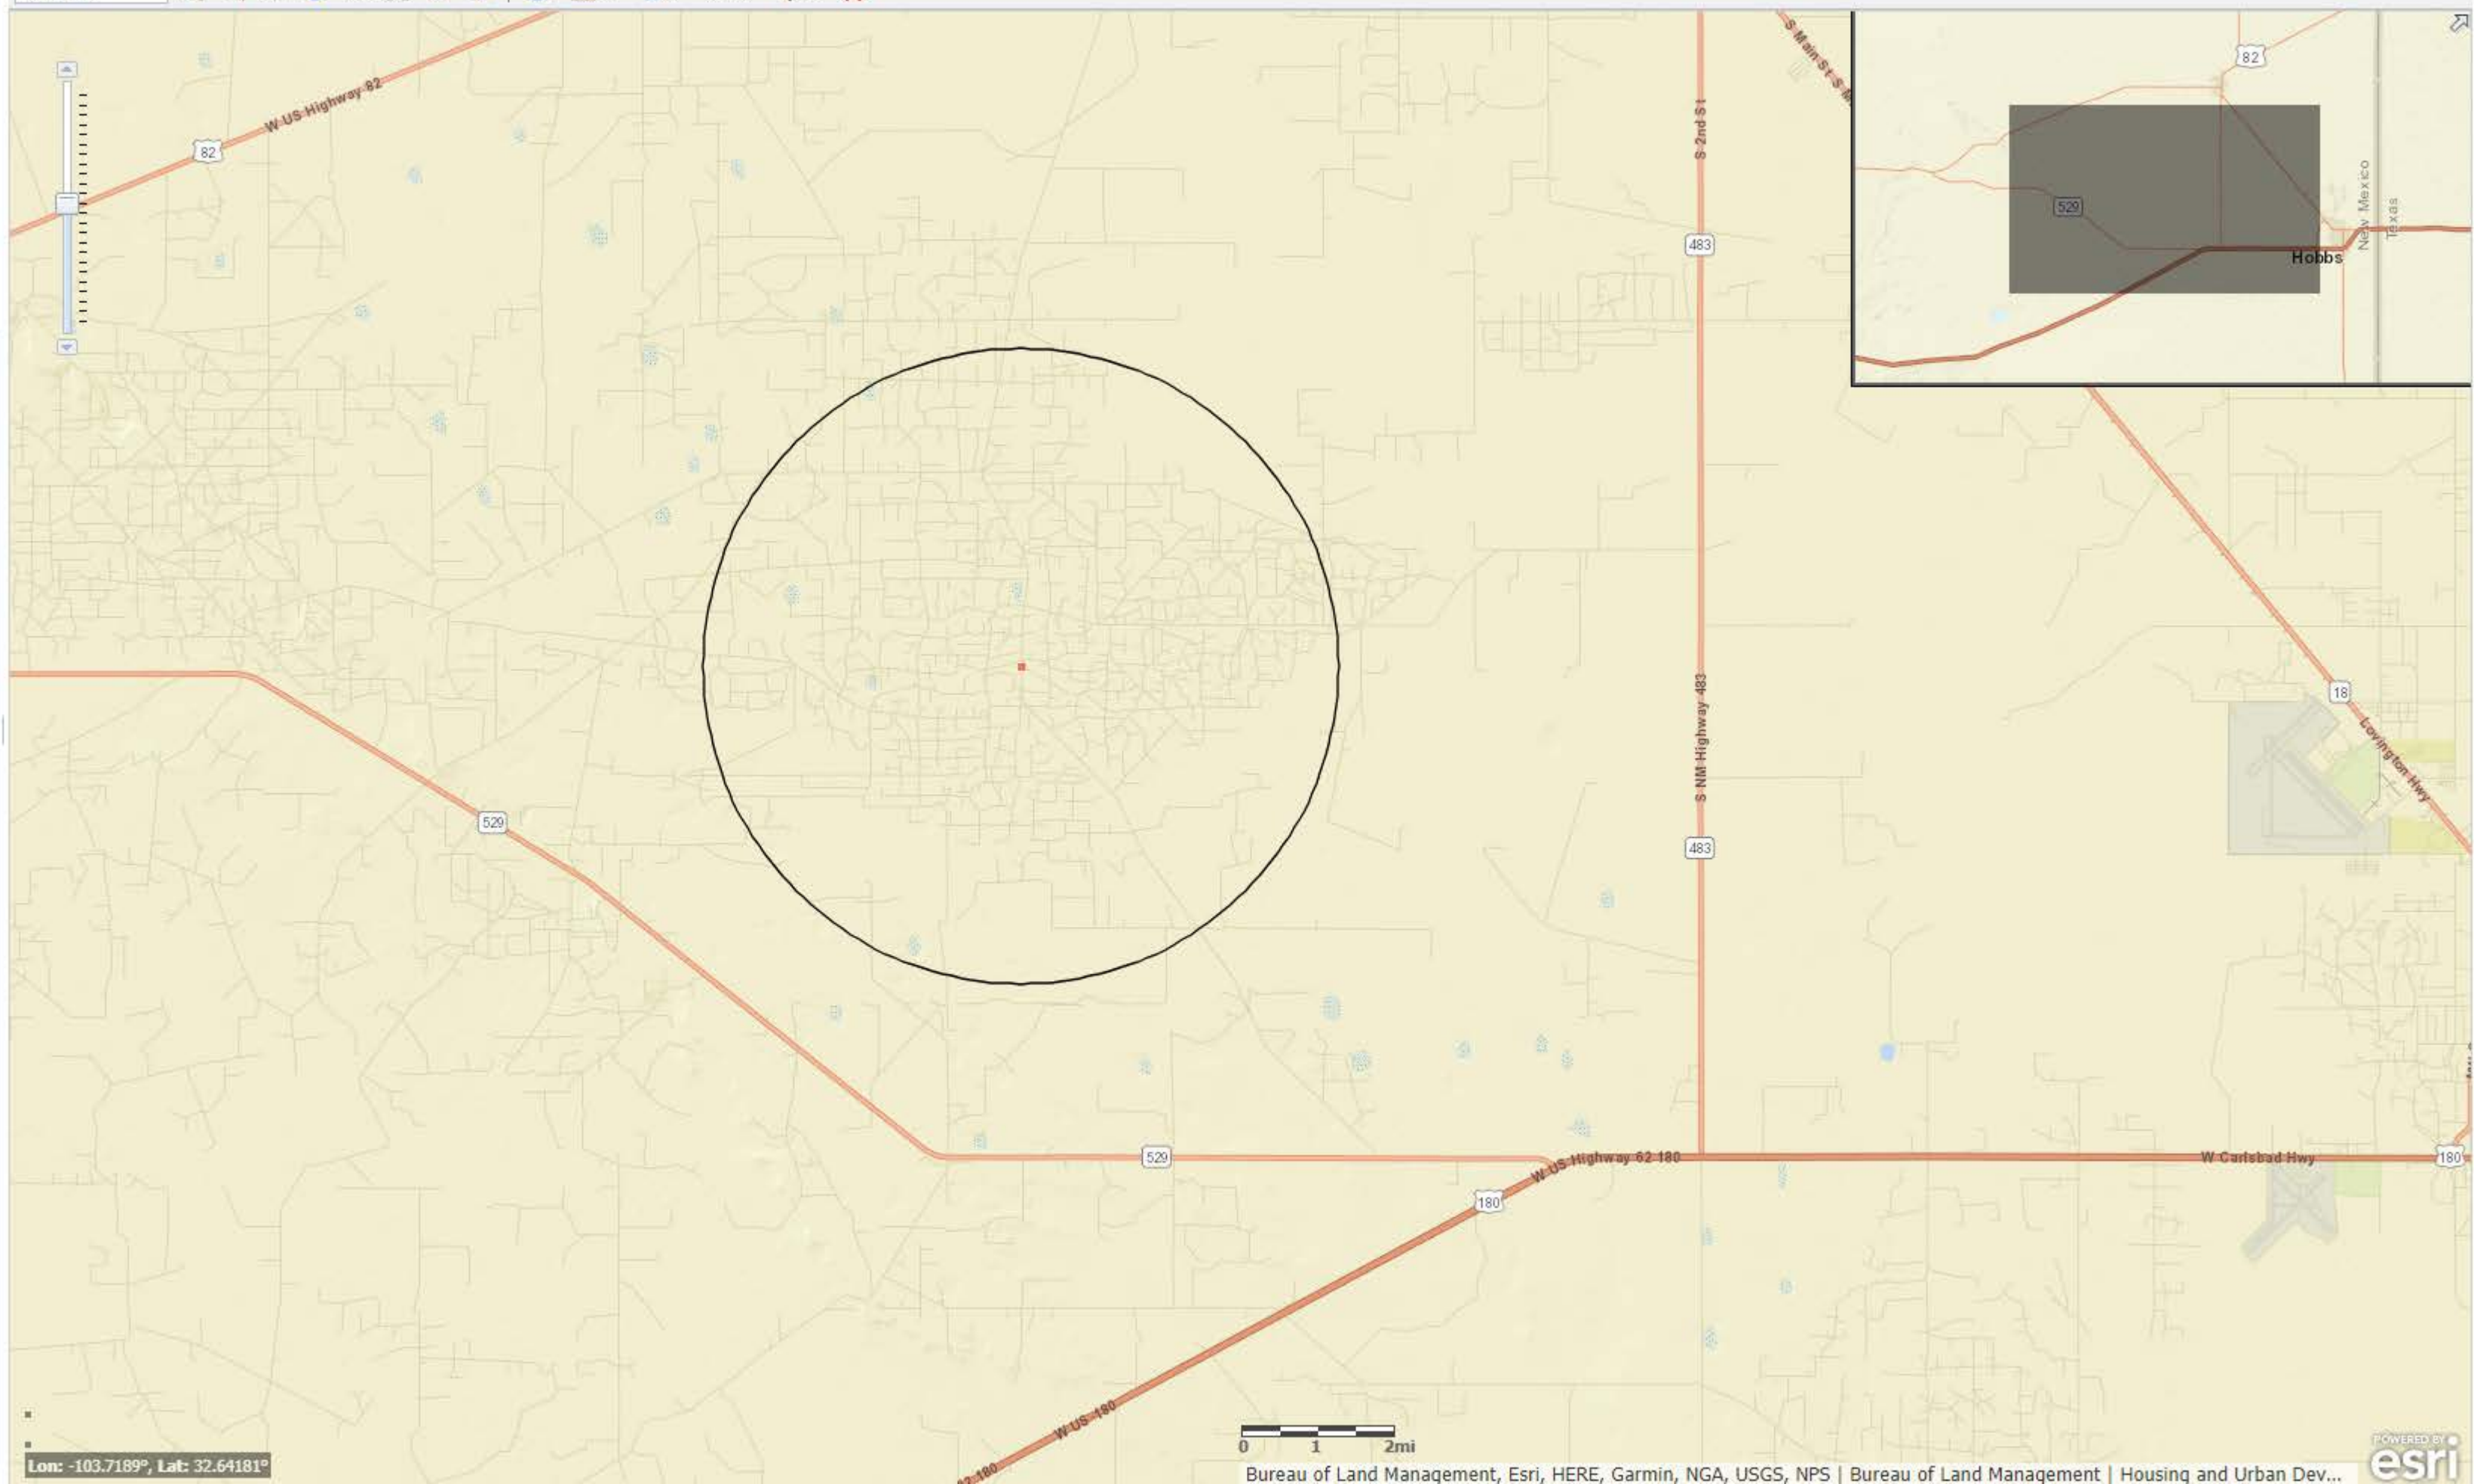 S Main St S M
W US Highway 82
82
S 2nd St
483
82
529
New Mexico
Texas
Hobbs
18
Lovington Hwy
S NM Highway 483
529
483
529
W US Highway 62 180
W Carlsbad Hwy
180
180
W US 180
2-180
0 1 2mi
Lon: -103.7189°, Lat: 32.64181°
POWERED BY
esri
Bureau of Land Management, Esri, HERE, Garmin, NGA, USGS, NPS | Bureau of Land Management | Housing and Urban Dev...